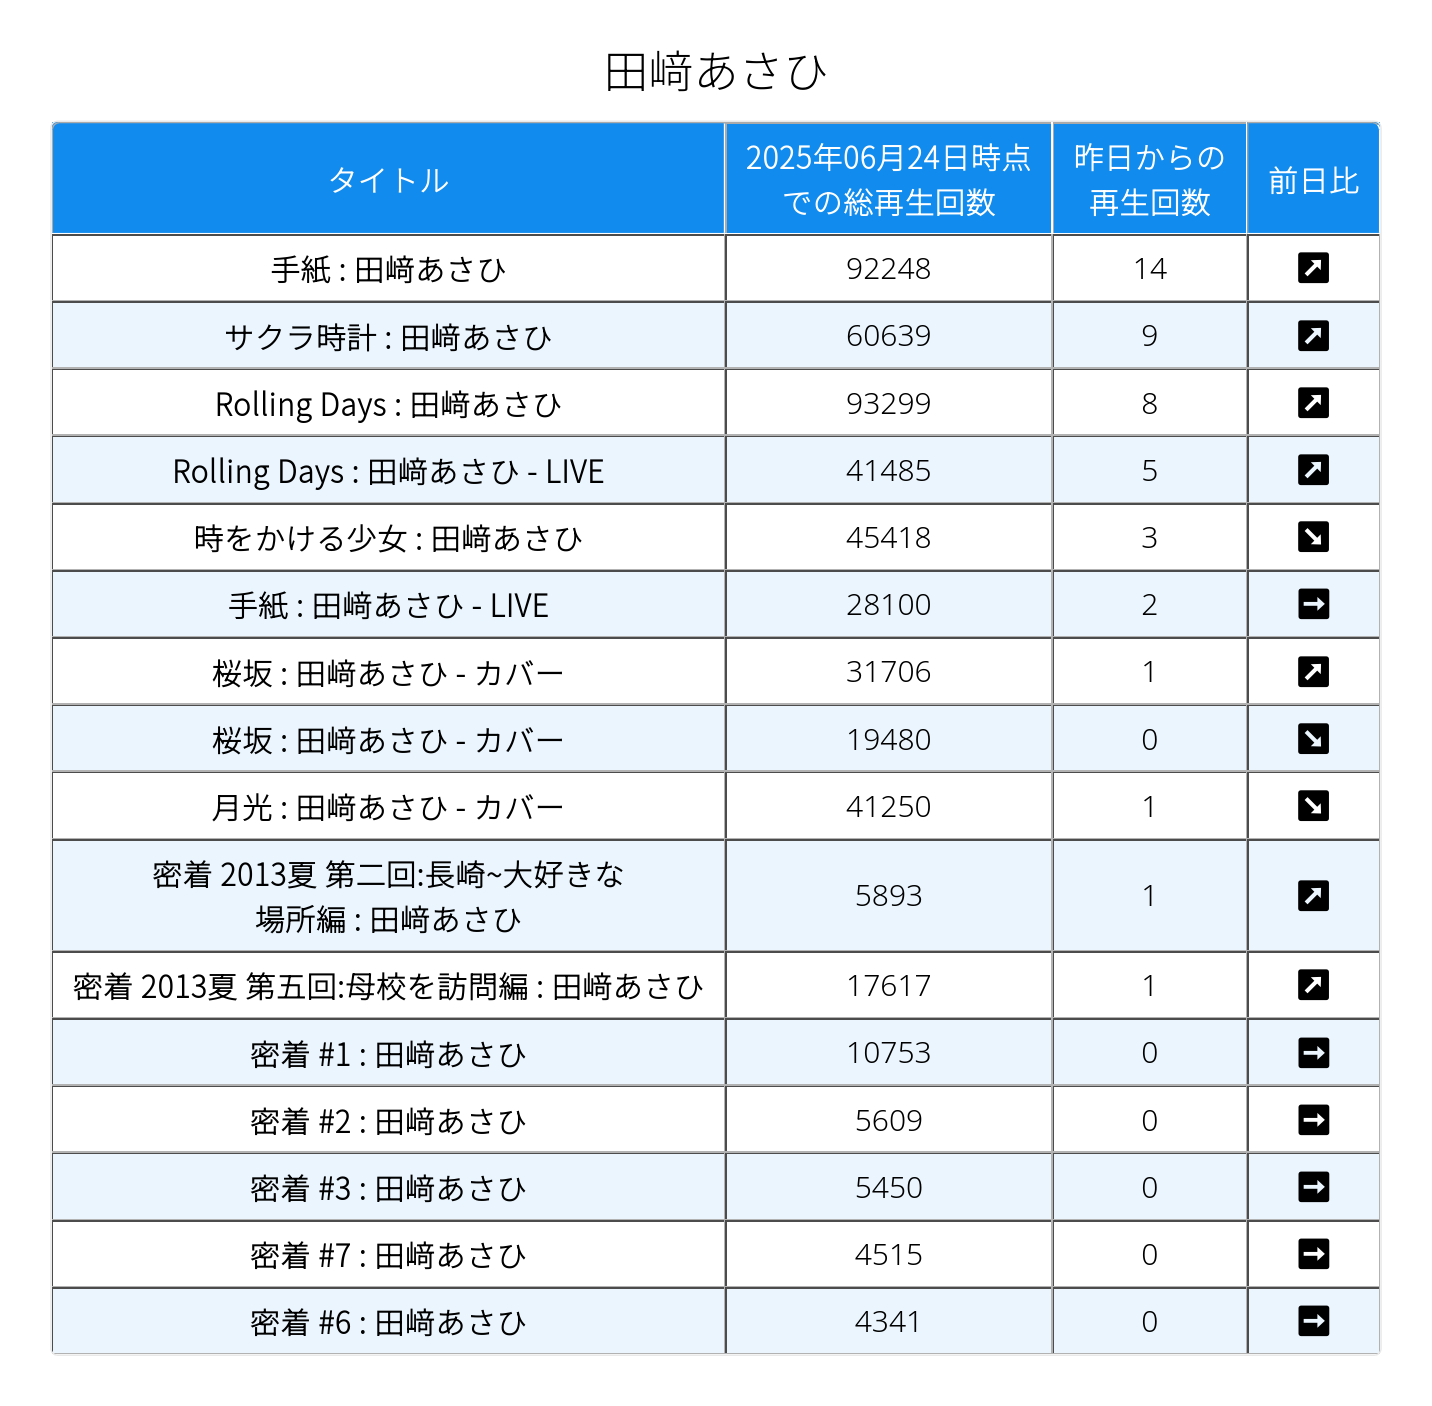 田﨑あさひ
タイトル
2025年06月24日時点
での総再生回数
昨日からの
再生回数
前日比
手紙 : 田﨑あさひ 92248 14
サクラ時計 : 田﨑あさひ 60639 9
Rolling Days : 田﨑あさひ 93299 8
Rolling Days : 田﨑あさひ - LIVE 41485 5
時をかける少女 : 田﨑あさひ 45418 3
手紙 : 田﨑あさひ - LIVE 28100 2
桜坂 : 田﨑あさひ - カバー 31706 1
桜坂 : 田﨑あさひ - カバー 19480 0
月光 : 田﨑あさひ - カバー 41250 1
密着 2013夏 第二回:長崎~大好きな
場所編 : 田﨑あさひ 5893 1
密着 2013夏 第五回:母校を訪問編 : 田﨑あさひ 17617 1
密着 #1 : 田﨑あさひ 10753 0
密着 #2 : 田﨑あさひ 5609 0
密着 #3 : 田﨑あさひ 5450 0
密着 #7 : 田﨑あさひ 4515 0
密着 #6 : 田﨑あさひ 4341 0